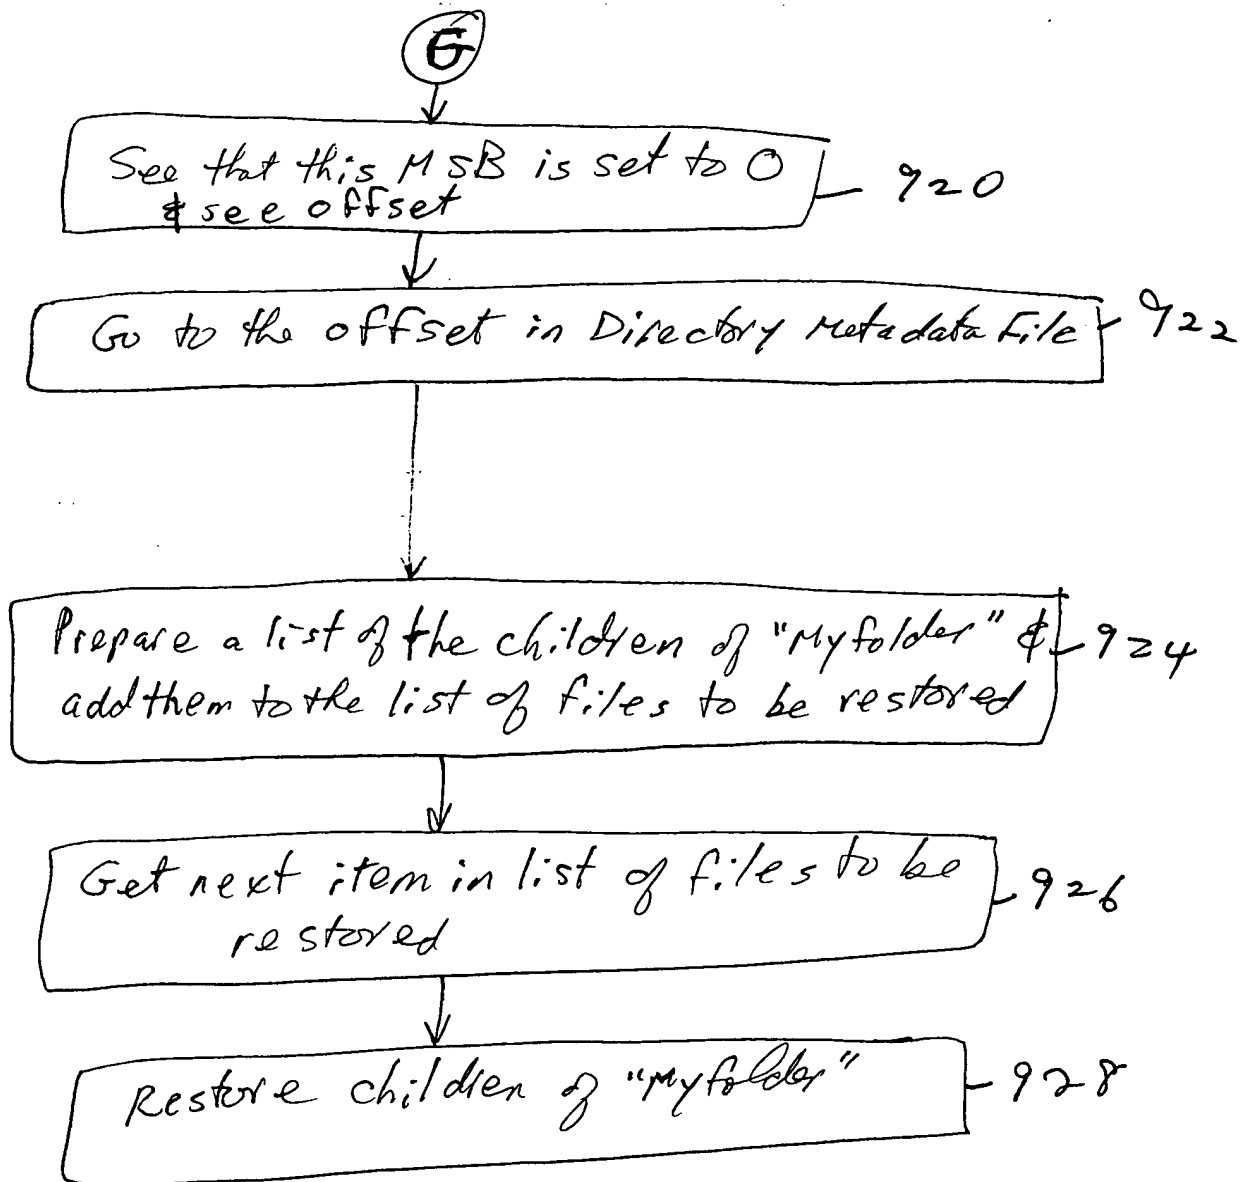 G
See that this MSB is set to 0
& see offset
920
Go to the offset in Directory Metadata File
922
Prepare a list of the children of "Myfolder" &
add them to the list of files to be restored
924
Get next item in list of files to be
restored
926
Restore children of "Myfolder"
928